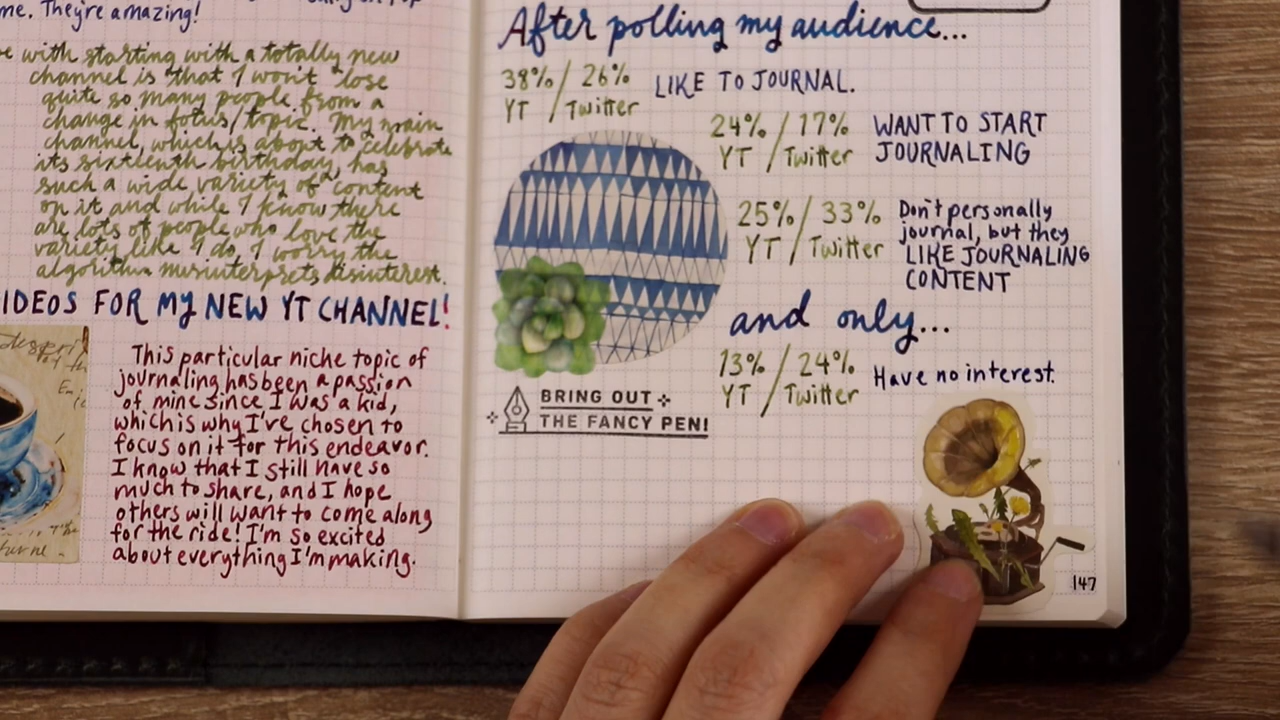 me. They're amazing!
with starting with a totally new
channel is that I won't lose
quite so many people from a
change in focus/topic. My main
channel, which is about to celebrate
its sixteenth birthday, has
such a wide variety of content
on it and while I know there
are lots of people who love the
variety like I do, I worry the
algorithm misinterprets disinterest.
IDEOS FOR MY NEW YT CHANNEL!
This particular niche topic of
journaling has been a passion
of mine since I was a kid,
which is why I've chosen to
focus on it for this endeavor.
I know that I still have so
much to share, and I hope
others will want to come along
for the ride! I'm so excited
about everything I'm making.
After polling my audience...
38% / 26% LIKE TO JOURNAL.
YT / Twitter
24% / 17% WANT TO START
YT / Twitter JOURNALING
25% / 33% Don't personally
YT / Twitter journal, but they
LIKE JOURNALING
CONTENT
and only...
13% / 24% Have no interest.
YT / Twitter
BRING OUT
THE FANCY PEN!
147